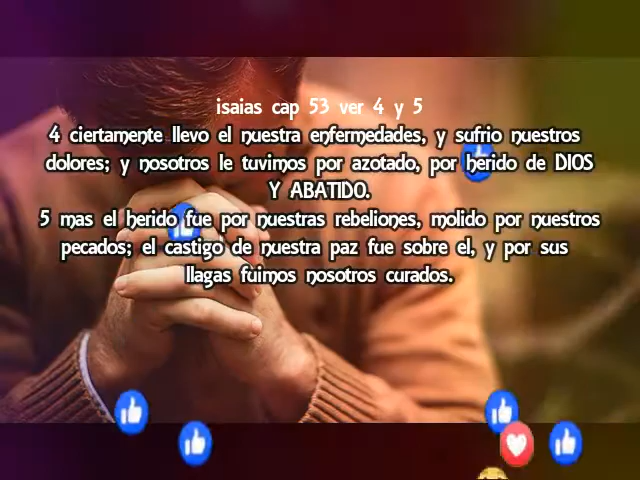 isaias cap 53 ver 4 y 5
4 ciertamente llevo el nuestra enfermedades, y sufrio nuestros
dolores; y nosotros le tuvimos por azotado, por herido de DIOS
Y ABATIDO.
5 mas el herido fue por nuestras rebeliones, molido por nuestros
pecados; el castigo de nuestra paz fue sobre el, y por sus
llagas fuimos nosotros curados.